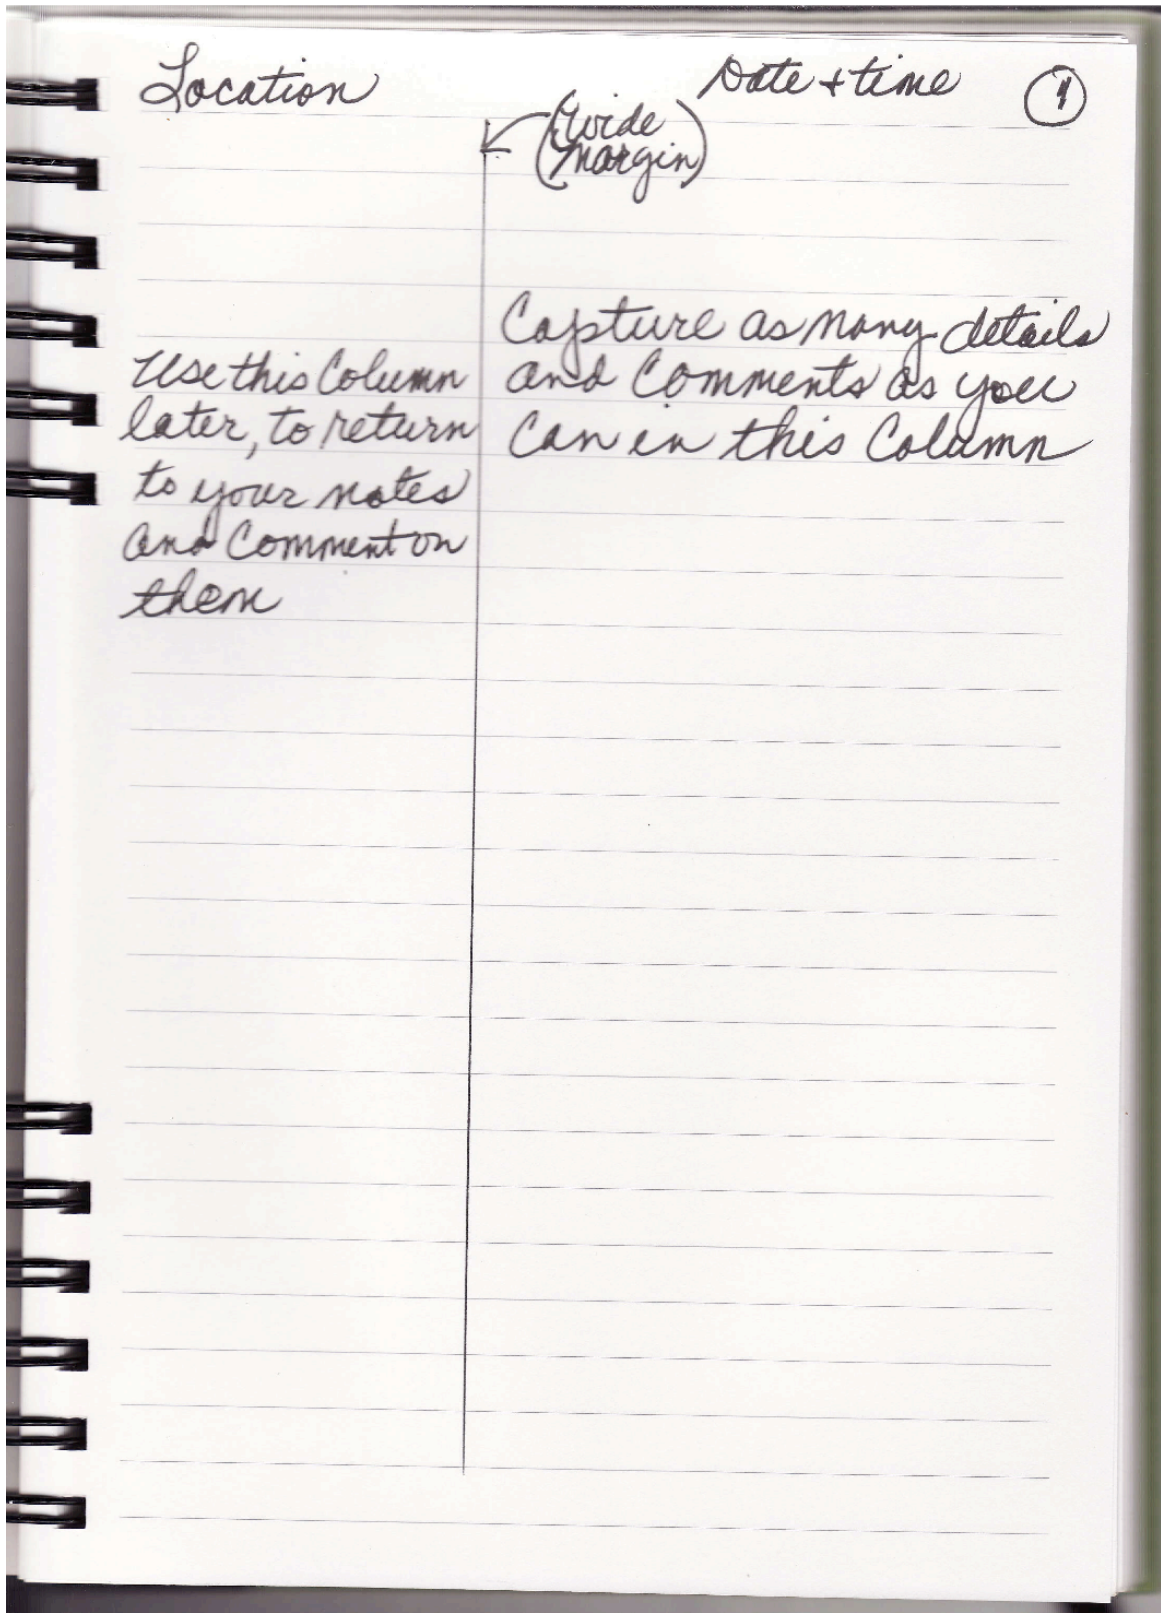 Location
Date + time
1
(Wide
Margin)
Capture as many details
and Comments as you
Can in this Column
Use this Column
later, to return
to your notes
and Comment on
them